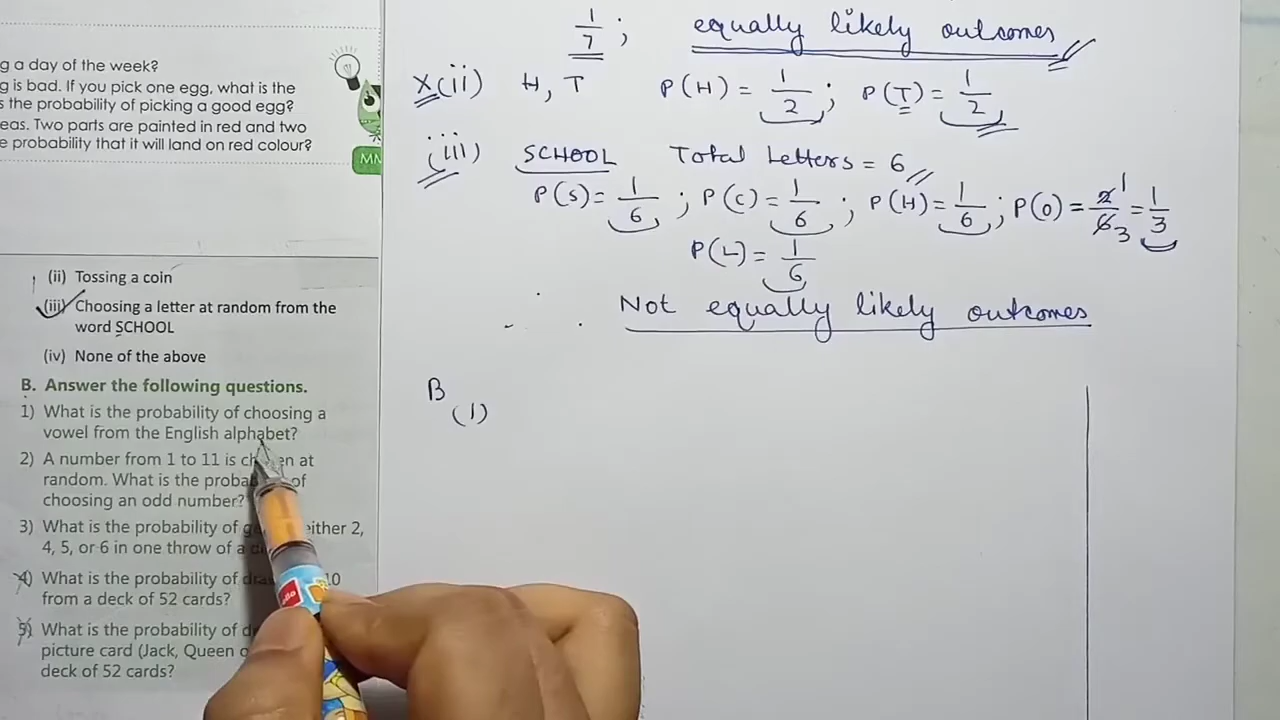 g a day of the week?
g is bad. If you pick one egg, what is the
s the probability of picking a good egg?
eas. Two parts are painted in red and two
e probability that it will land on red colour?
MM
(ii) Tossing a coin
(iii) Choosing a letter at random from the
word SCHOOL
(iv) None of the above
B. Answer the following questions.
1) What is the probability of choosing a
vowel from the English alphabet?
2) A number from 1 to 11 is ch en at
random. What is the proba of
choosing an odd number?
3) What is the probability of g either 2,
4, 5, or 6 in one throw of a d
4) What is the probability of dra 10
from a deck of 52 cards?
5) What is the probability of d
picture card (Jack, Queen o
deck of 52 cards?
1/7 ; equally likely outcomes
X(ii) H, T P(H) = 1/2 ; P(T) = 1/2
(iii) SCHOOL Total Letters = 6
P(S) = 1/6 ; P(C) = 1/6 ; P(H) = 1/6 ; P(O) = 2/6 = 1/3
P(L) = 1/6
Not equally likely outcomes
B
(1)